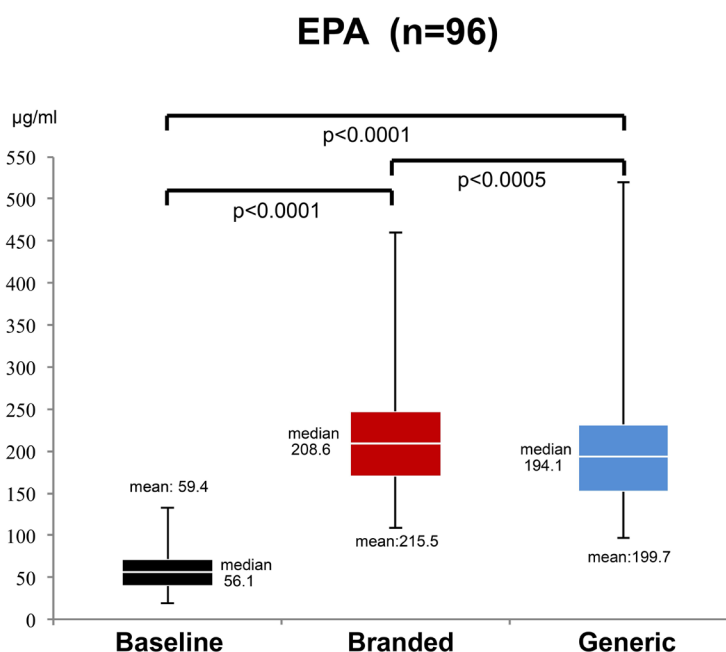 EPA (n=96)
µg/ml
p<0.0001
p<0.0005
p<0.0001
550
500
450
400
350
300
250
200
150
100
50
0
mean: 59.4
median
56.1
median
208.6
mean:215.5
median
194.1
mean:199.7
Baseline
Branded
Generic